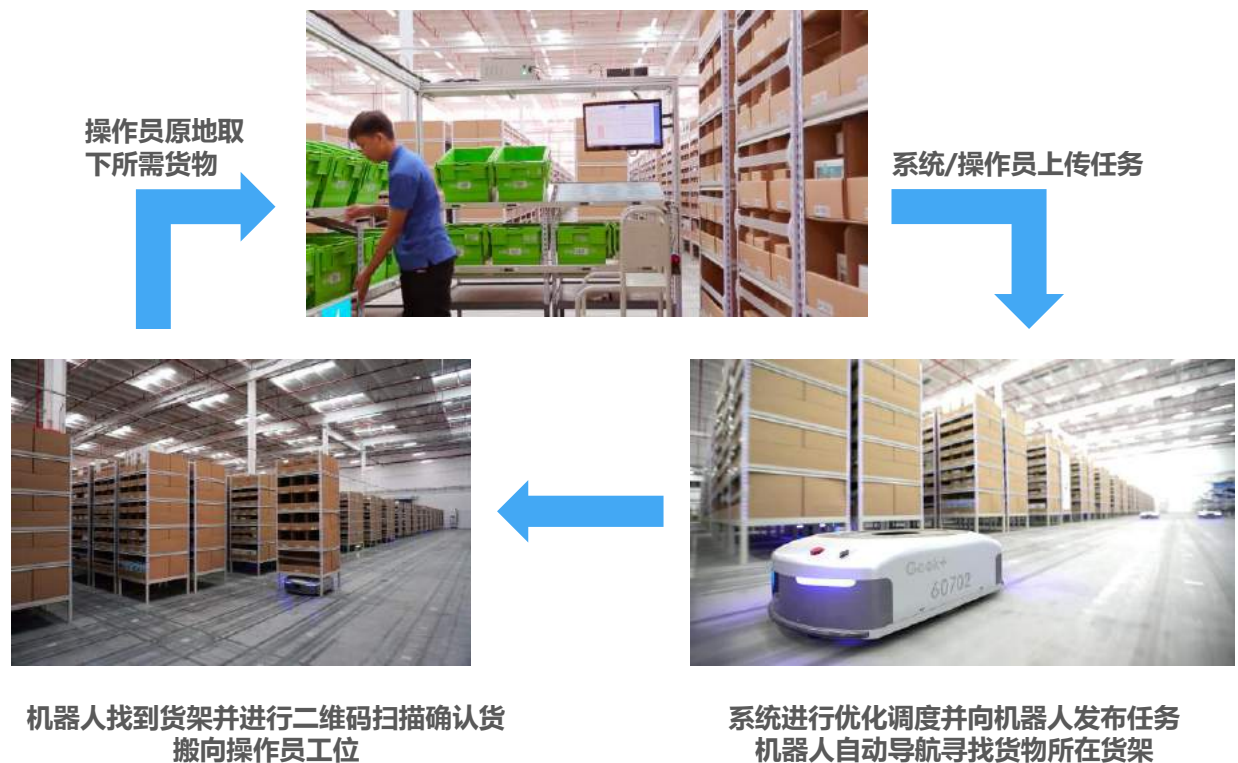 操作员原地取
下所需货物
系统/操作员上传任务
Geek+
60702
机器人找到货架并进行二维码扫描确认货
搬向操作员工位
系统进行优化调度并向机器人发布任务
机器人自动导航寻找货物所在货架